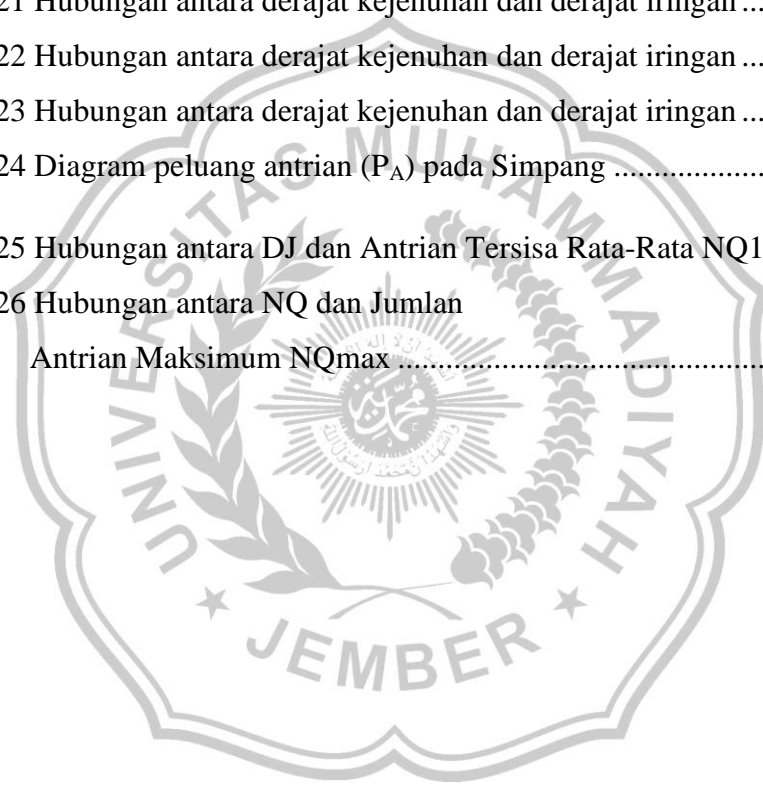 21 Hubungan antara derajat kejenuhan dan derajat iringan ...
22 Hubungan antara derajat kejenuhan dan derajat iringan ...
23 Hubungan antara derajat kejenuhan dan derajat iringan ...
24 Diagram peluang antrian (PA) pada Simpang ...................
25 Hubungan antara DJ dan Antrian Tersisa Rata-Rata NQ1
26 Hubungan antara NQ dan Jumlan
Antrian Maksimum NQmax ...............................................
UNIVERSITAS MUHAMMADIYAH
JEMBER